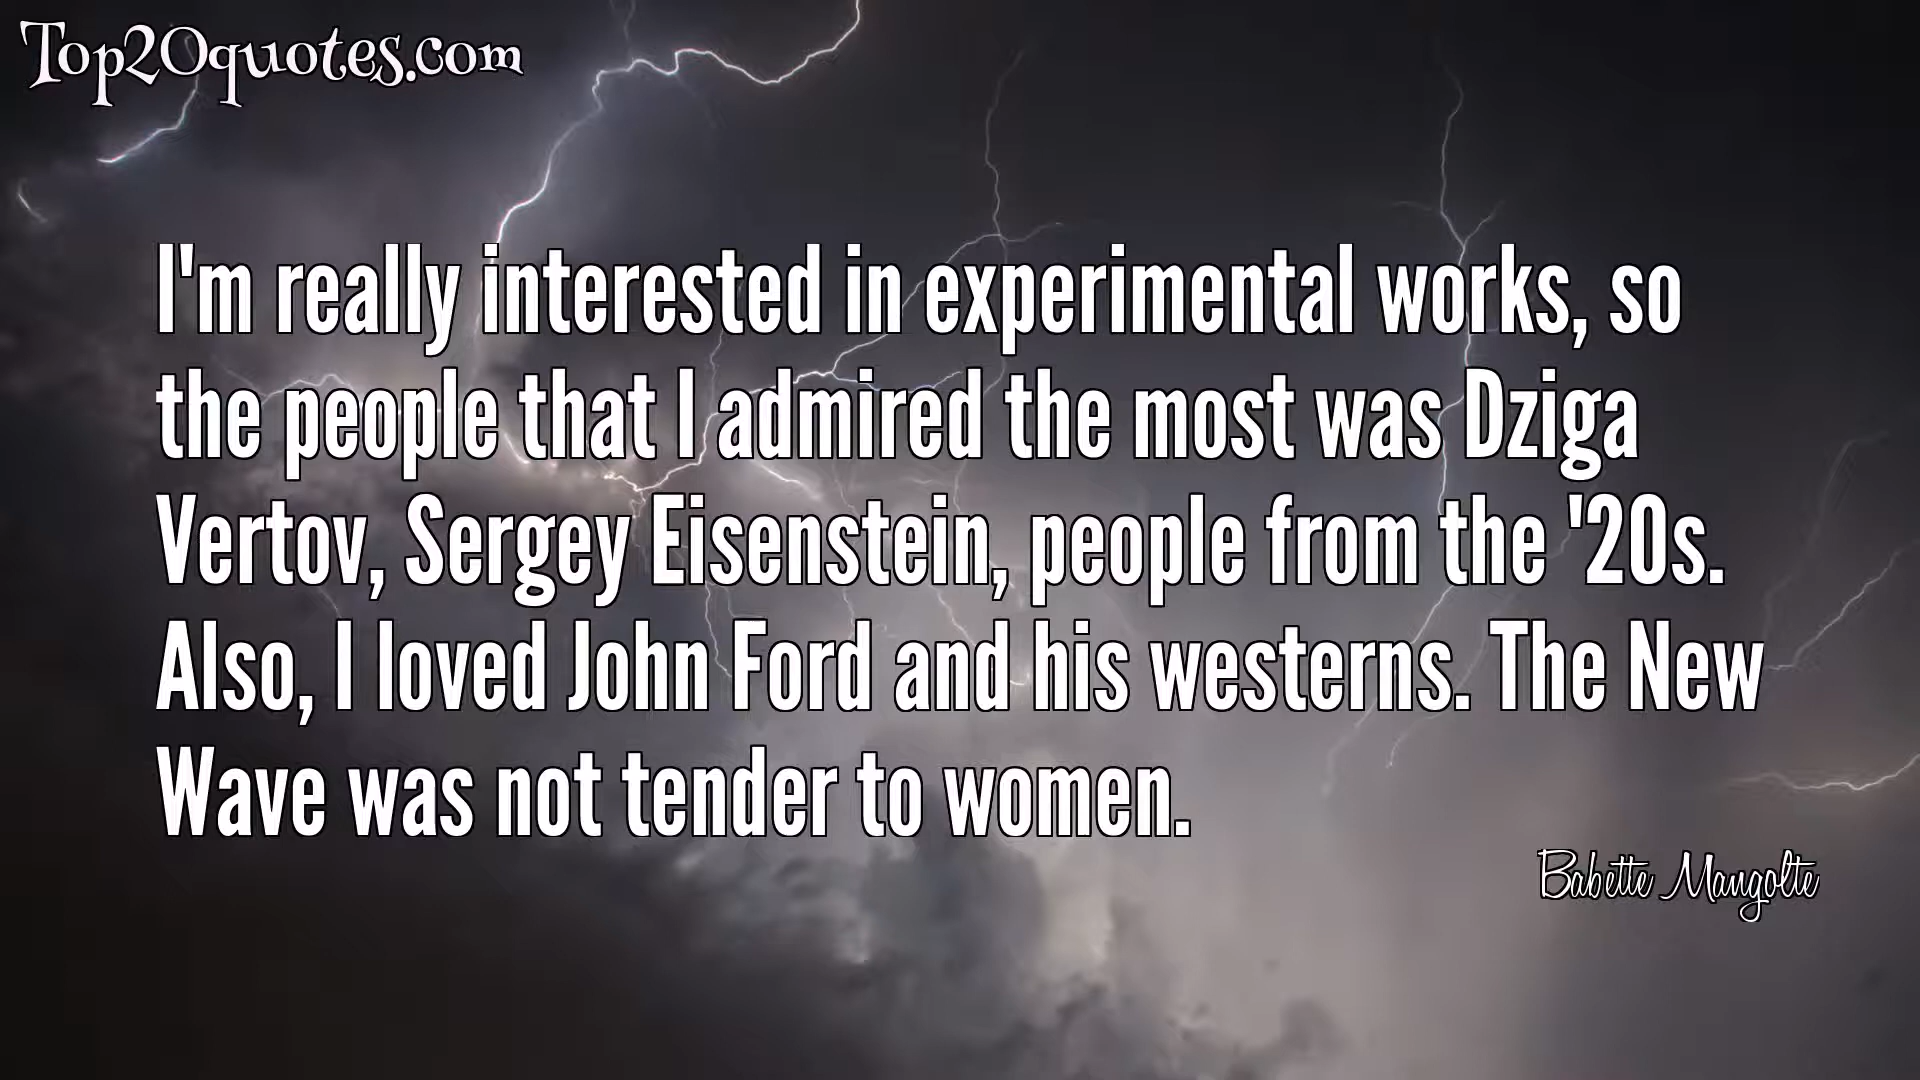 Top20quotes.com
I'm really interested in experimental works, so
the people that I admired the most was Dziga
Vertov, Sergey Eisenstein, people from the '20s.
Also, I loved John Ford and his westerns. The New
Wave was not tender to women.
Babette Mangolte